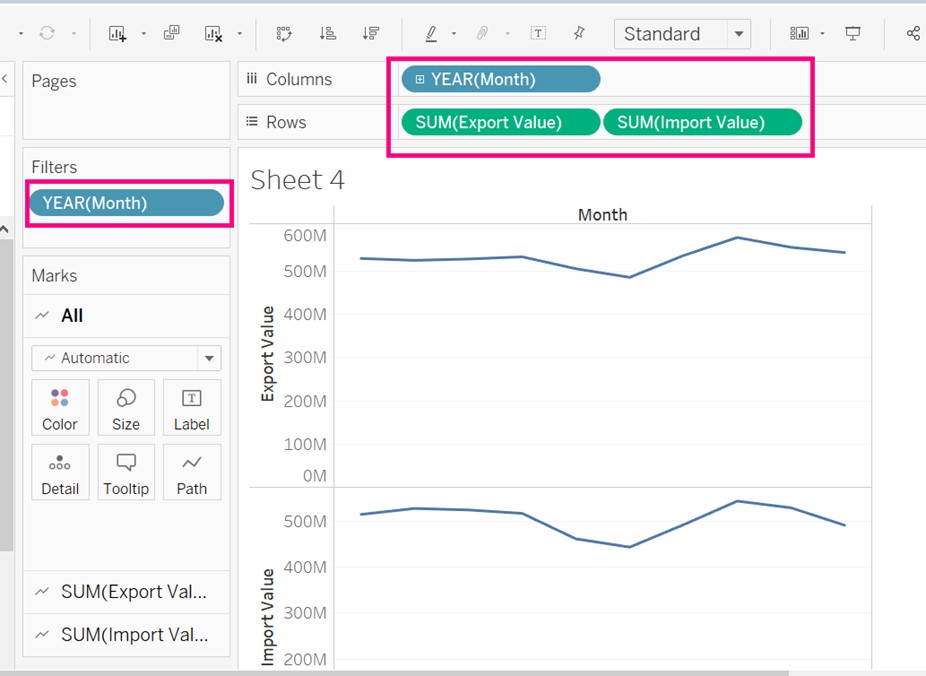 Standard
Pages
Columns
YEAR(Month)
Rows
SUM(Export Value)
SUM(Import Value)
Filters
YEAR(Month)
Marks
All
Automatic
Color
Size
Label
Detail
Tooltip
Path
SUM(Export Val...
SUM(Import Val...
Sheet 4
Month
600M
500M
400M
300M
200M
100M
0M
Export Value
500M
400M
300M
200M
Import Value